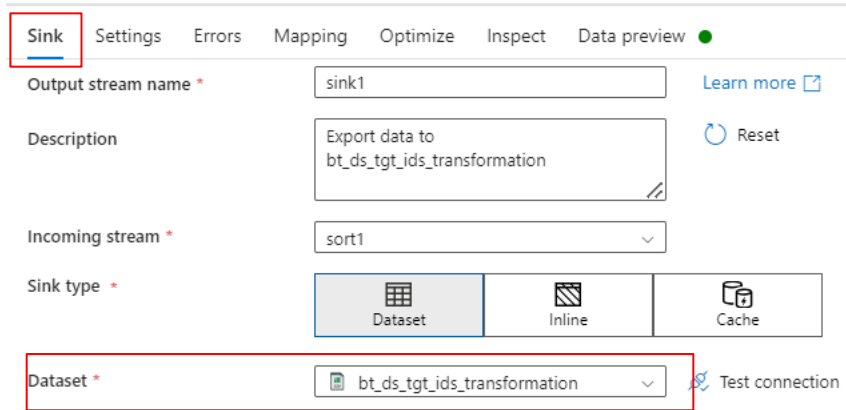 Sink Settings Errors Mapping Optimize Inspect Data preview
Output stream name * sink1 Learn more
Description Export data to Reset
bt_ds_tgt_ids_transformation
Incoming stream * sort1
Sink type *
Dataset Inline Cache
Dataset * bt_ds_tgt_ids_transformation Test connection